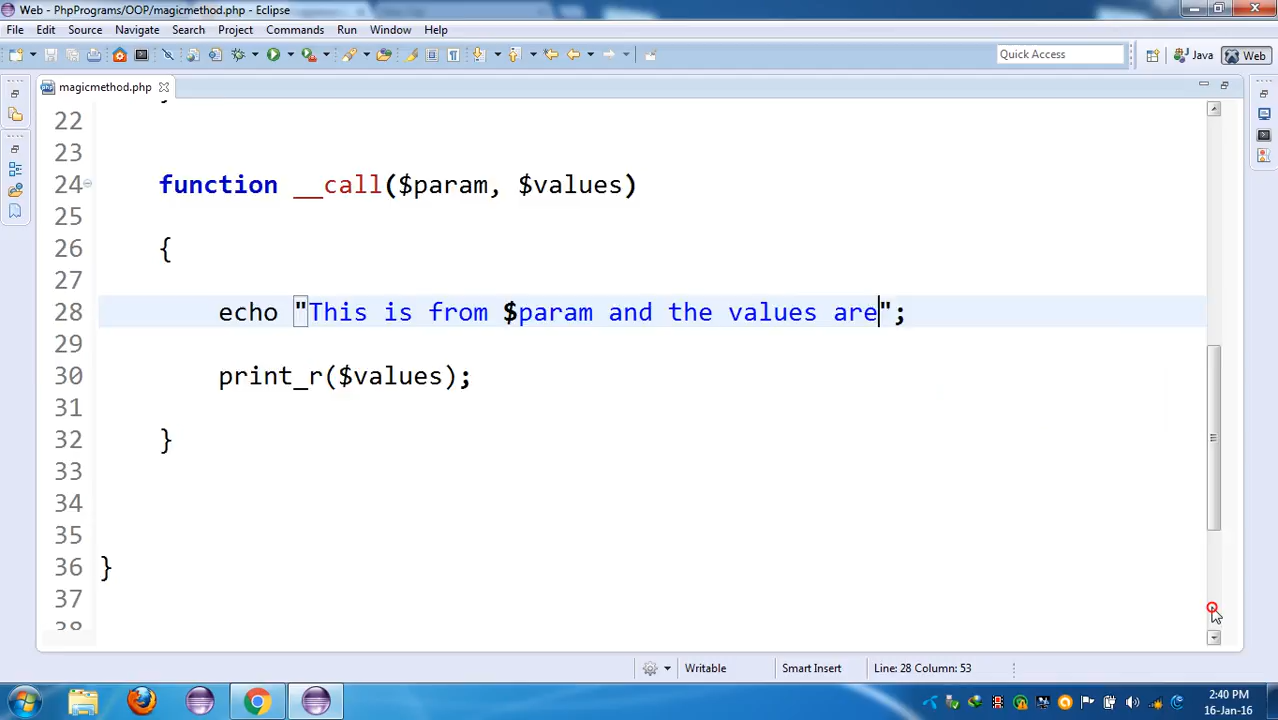 Web - PhpPrograms/OOP/magicmethod.php - Eclipse
File Edit Source Navigate Search Project Commands Run Window Help
Quick Access
Java
Web
magicmethod.php
22 }
23
24 function __call($param, $values)
25
26 {
27
28 echo "This is from $param and the values are";
29
30 print_r($values);
31
32 }
33
34
35
36 }
37
38
Writable Smart Insert Line: 28 Column: 53
2:40 PM
16-Jan-16